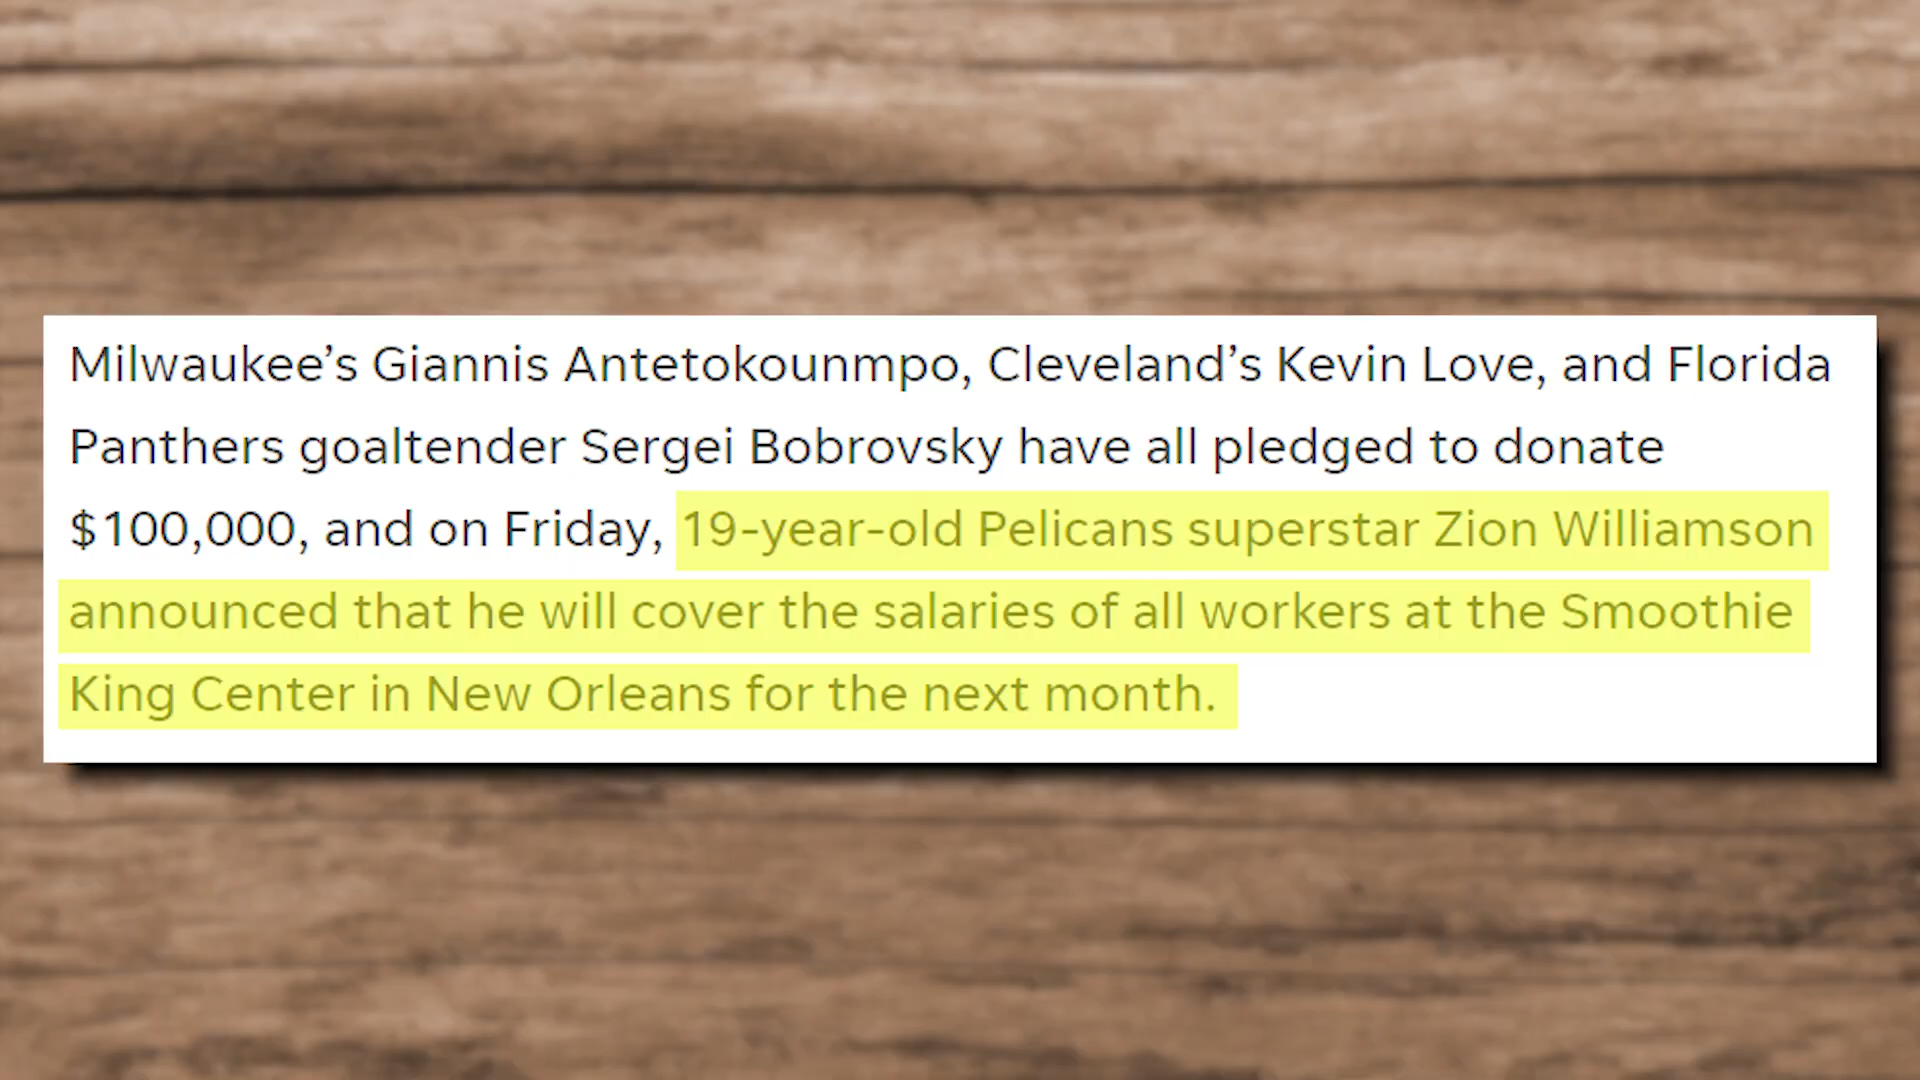 Milwaukee’s Giannis Antetokounmpo, Cleveland’s Kevin Love, and Florida
Panthers goaltender Sergei Bobrovsky have all pledged to donate
$100,000, and on Friday, 19-year-old Pelicans superstar Zion Williamson
announced that he will cover the salaries of all workers at the Smoothie
King Center in New Orleans for the next month.